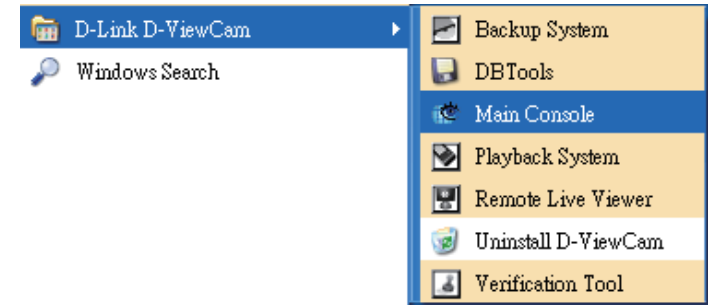 D-Link D-ViewCam
Windows Search
Backup System
DBTools
Main Console
Playback System
Remote Live Viewer
Uninstall D-ViewCam
Verification Tool